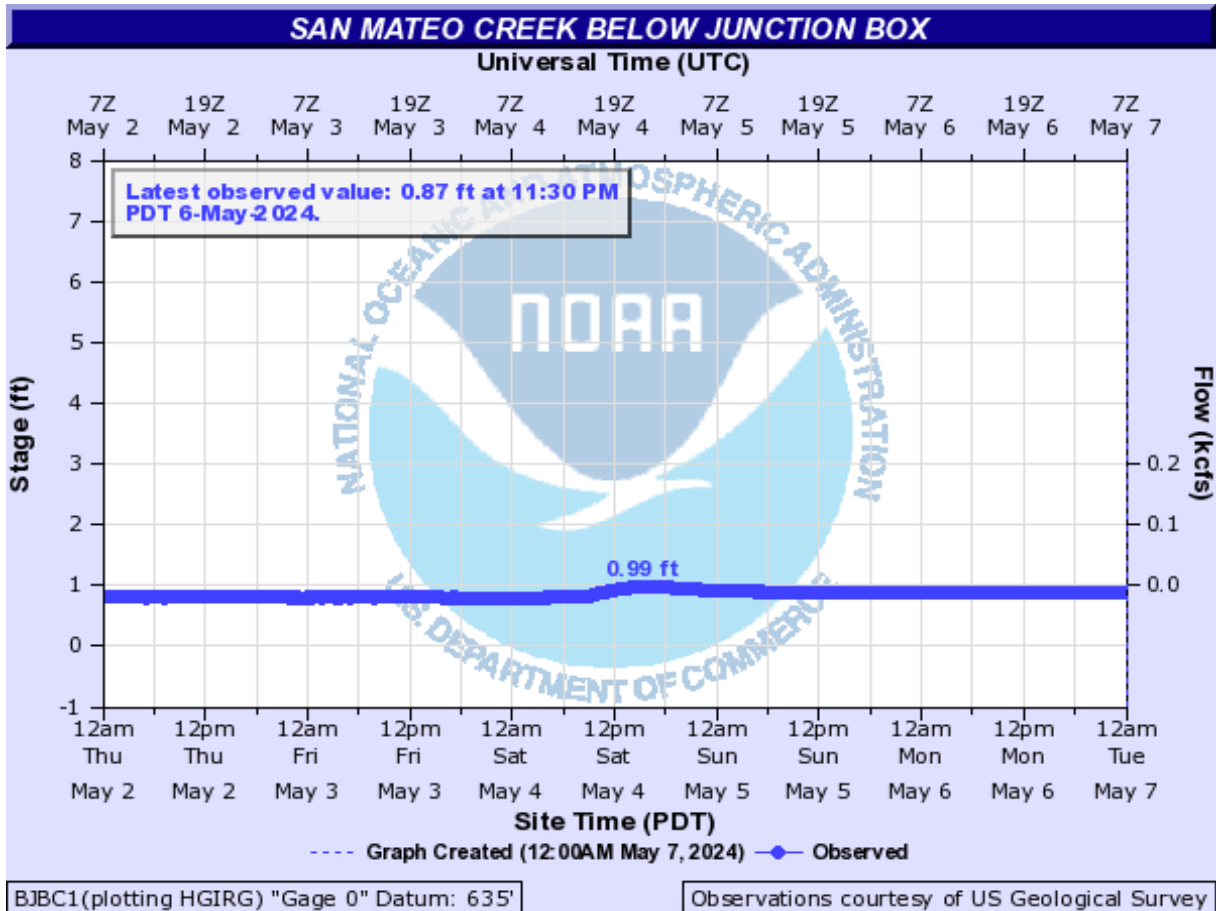 SAN MATEO CREEK BELOW JUNCTION BOX
Universal Time (UTC)
7Z 19Z 7Z 19Z 7Z 19Z 7Z 19Z 7Z 19Z 7Z
May 2 May 2 May 3 May 3 May 4 May 4 May 5 May 5 May 6 May 6 May 7
Latest observed value: 0.87 ft at 11:30 PM
PDT 6-May-2024.
NATIONAL OCEANIC AND ATMOSPHERIC ADMINISTRATION
NOAA
U.S. DEPARTMENT OF COMMERCE
Stage (ft)
8
7
6
5
4
3
2
1
0
-1
Flow (kcfs)
0.2
0.1
0.0
0.99 ft
12am 12pm 12am 12pm 12am 12pm 12am 12pm 12am 12pm 12am
Thu Thu Fri Fri Sat Sat Sun Sun Mon Mon Tue
May 2 May 2 May 3 May 3 May 4 May 4 May 5 May 5 May 6 May 6 May 7
Site Time (PDT)
Graph Created (12:00AM May 7, 2024) Observed
BJBC1(plotting HGIRG) "Gage 0" Datum: 635'
Observations courtesy of US Geological Survey